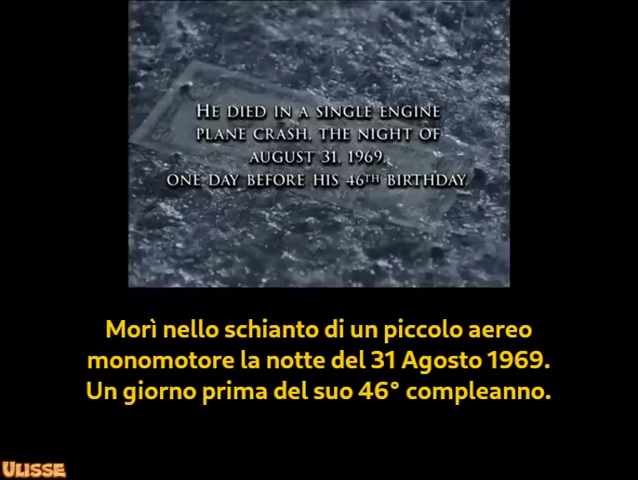 HE DIED IN A SINGLE ENGINE
PLANE CRASH, THE NIGHT OF
AUGUST 31, 1969,
ONE DAY BEFORE HIS 46TH BIRTHDAY.
Morì nello schianto di un piccolo aereo
monomotore la notte del 31 Agosto 1969.
Un giorno prima del suo 46° compleanno.
ULISSE